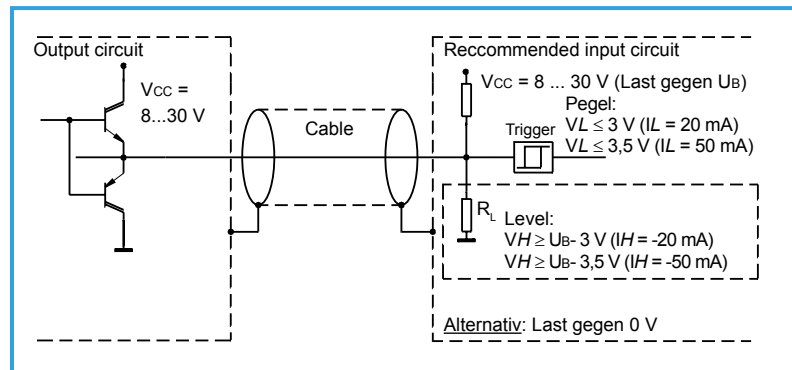 Output circuit
VCC =
8...30 V
Cable
Reccommended input circuit
VCC = 8 ... 30 V (Last gegen UB)
Pegel:
Trigger
VL ≤ 3 V (IL = 20 mA)
VL ≤ 3,5 V (IL = 50 mA)
RL
Level:
VH ≥ UB- 3 V (IH = -20 mA)
VH ≥ UB- 3,5 V (IH = -50 mA)
Alternativ: Last gegen 0 V